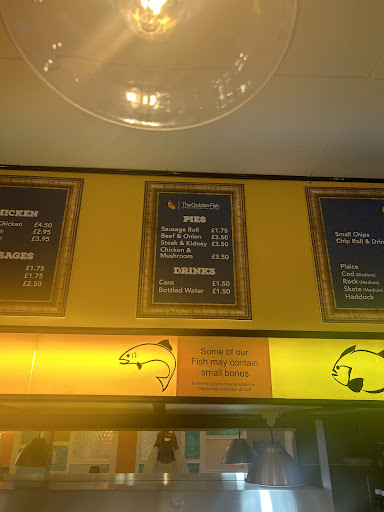 HICKEN
Chicken £4.50
£2.95
£3.95
SAGES
£1.75
£1.75
£2.50
The Golden Fish
PIES
Sausage Roll £1.75
Beef & Onion £3.50
Steak & Kidney £3.50
Chicken &
Mushroom £3.50
DRINKS
Cans £1.50
Bottled Water £1.50
Small Chips
Chip Roll & Drin
Plaice
Cod (Medium)
Rock (Medium)
Skate (Medium)
Haddock
Some of our
Fish may contain
small bones